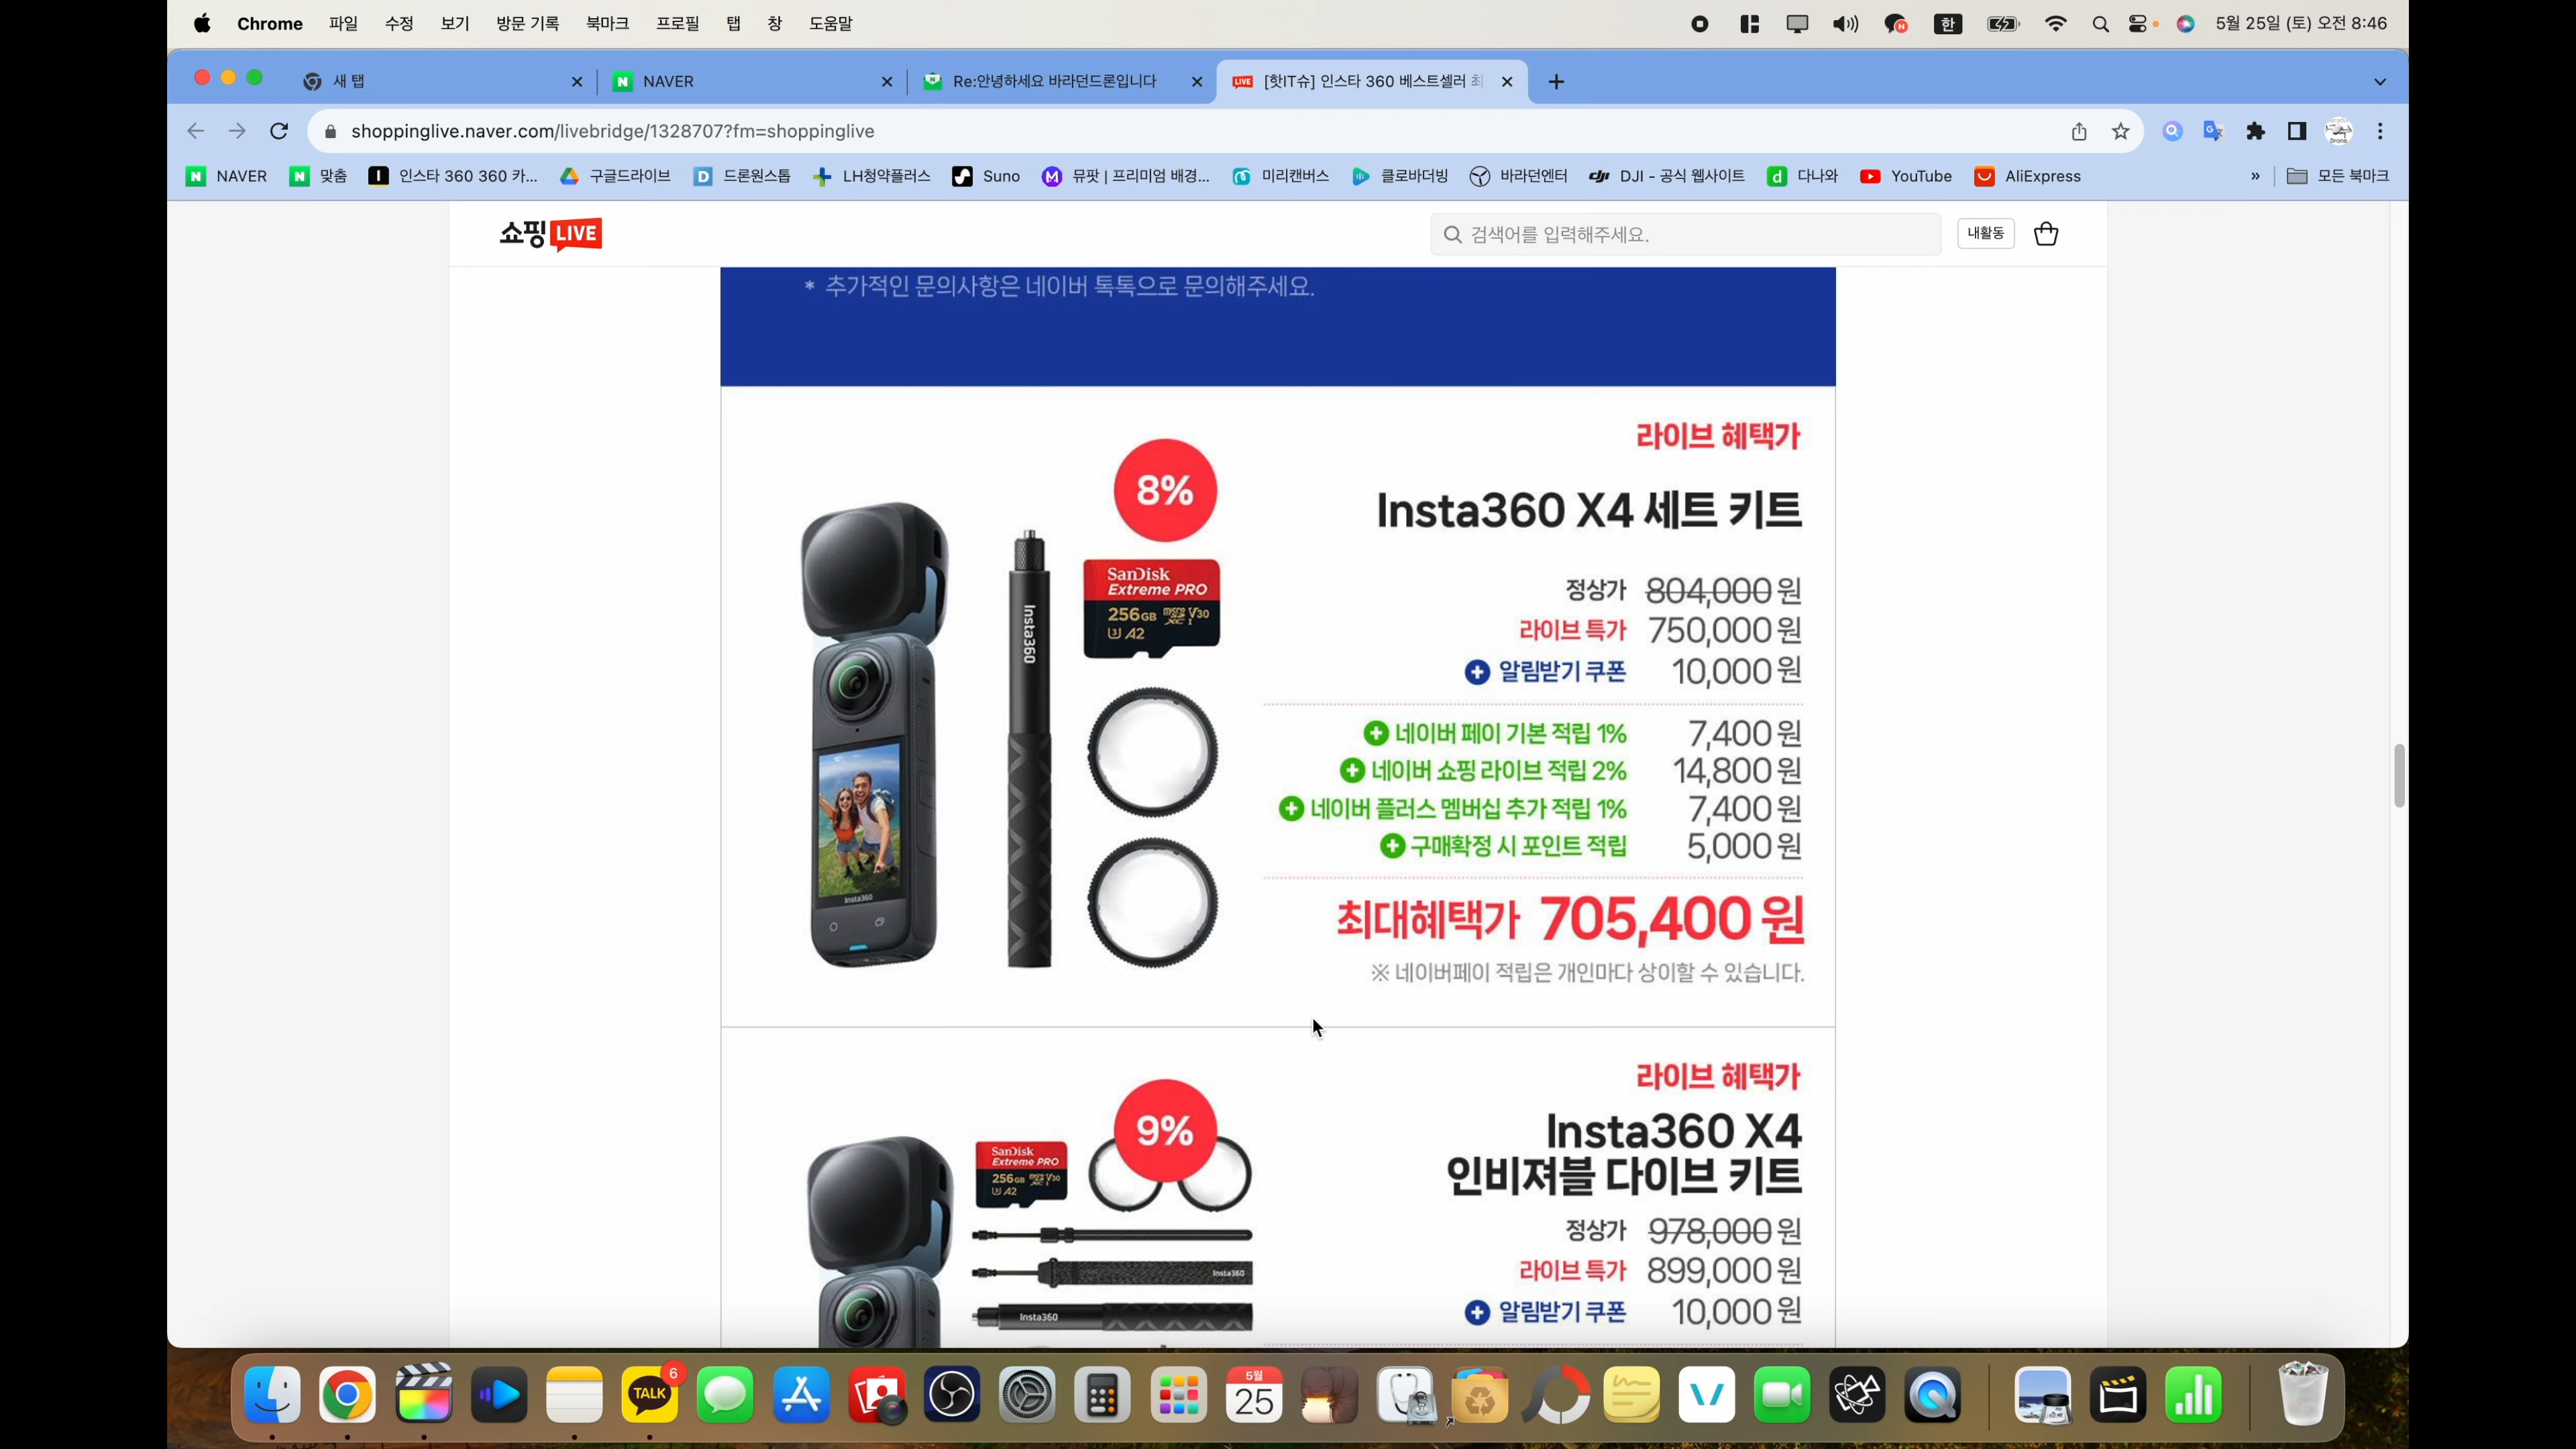 Chrome 파일 수정 보기 방문 기록 북마크 프로필 탭 창 도움말 한 5월 25일 (토) 오전 8:46
새 탭 NAVER Re:안녕하세요 바라던드론입니다 LIVE [핫IT슈] 인스타 360 베스트셀러 최
shoppinglive.naver.com/livebridge/1328707?fm=shoppinglive
NAVER 맞춤 인스타 360 360 카... 구글드라이브 드론원스톱 LH청약플러스 Suno 뮤팟 | 프리미엄 배경... 미리캔버스 클로바더빙 바라던엔터 DJI - 공식 웹사이트 다나와 YouTube AliExpress » 모든 북마크
쇼핑 LIVE 검색어를 입력해주세요. 내활동
* 추가적인 문의사항은 네이버 톡톡으로 문의해주세요.
라이브 혜택가
8%
Insta360 X4 세트 키트
SanDisk
Extreme PRO
256GB micro XC I V30
U3 A2
Insta360
Insta360
정상가 804,000원
라이브 특가 750,000원
+ 알림받기 쿠폰 10,000원
+ 네이버 페이 기본 적립 1% 7,400원
+ 네이버 쇼핑 라이브 적립 2% 14,800원
+ 네이버 플러스 멤버십 추가 적립 1% 7,400원
+ 구매확정 시 포인트 적립 5,000원
최대혜택가 705,400원
※ 네이버페이 적립은 개인마다 상이할 수 있습니다.
라이브 혜택가
9%
Insta360 X4
인비져블 다이브 키트
SanDisk
Extreme PRO
256GB V30
U3 A2
Insta360
Insta360
정상가 978,000원
라이브 특가 899,000원
+ 알림받기 쿠폰 10,000원
TALK 6 5월 25